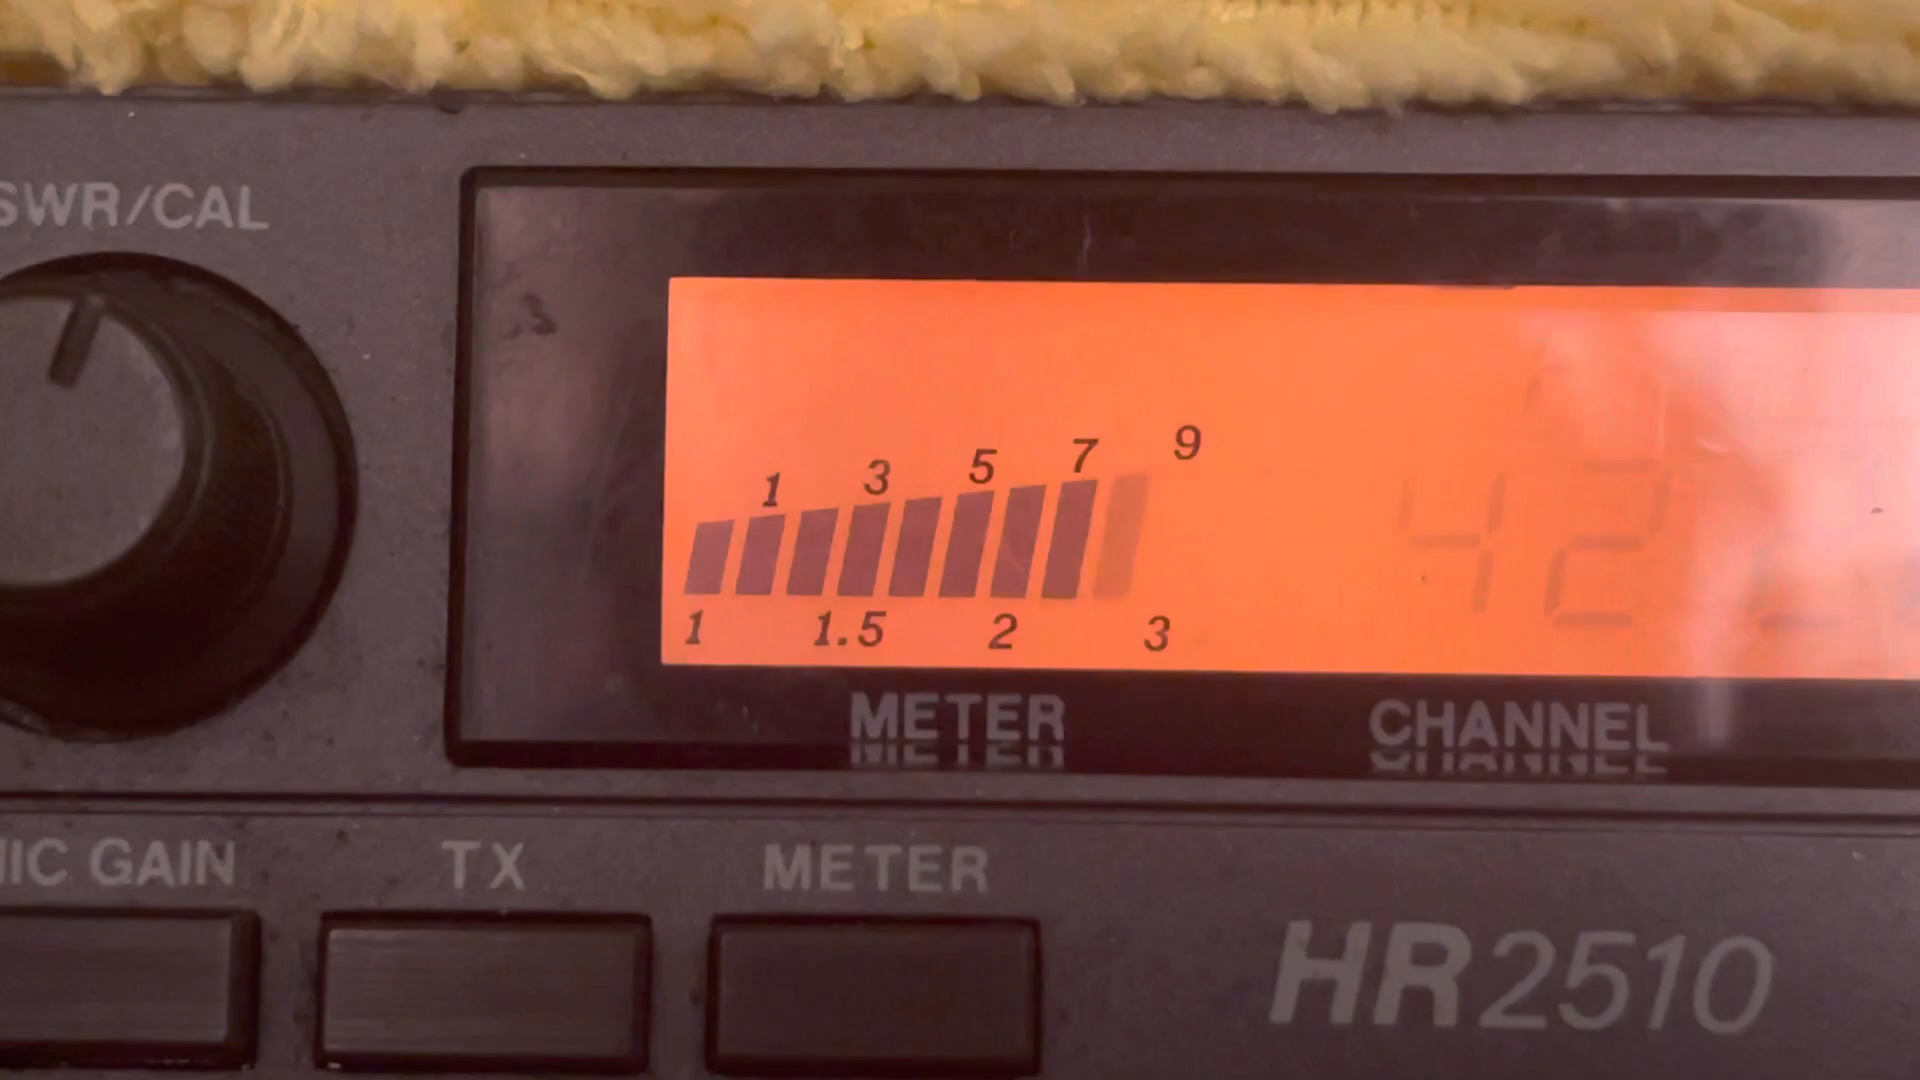 SWR/CAL
1 3 5 7 9
1 1.5 2 3
42
METER
CHANNEL
MIC GAIN
TX
METER
HR2510